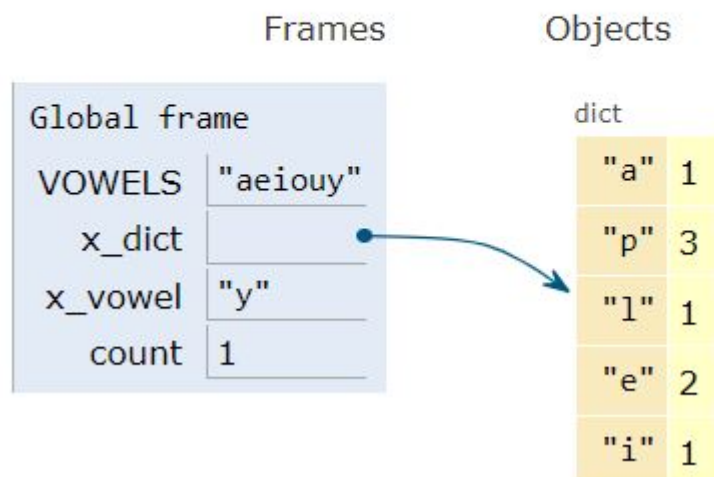 Frames Objects
Global frame
VOWELS "aeiouy"
x_dict
x_vowel "y"
count 1
dict
"a" 1
"p" 3
"l" 1
"e" 2
"i" 1